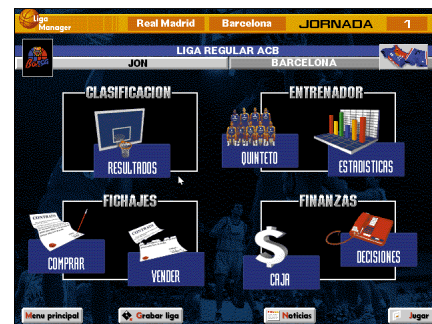 Liga Manager
Real Madrid
Barcelona
JORNADA
1
LIGA REGULAR ACB
JON
BARCELONA
CLASIFICACION
RESULTADOS
ENTRENADOR
QUINTETO
ESTADISTICAS
FICHAJES
CONTRATO
COMPRAR
VENDER
FINANZAS
$
CAJA
DECISIONES
Menu principal
Grabar liga
Noticias
Jugar